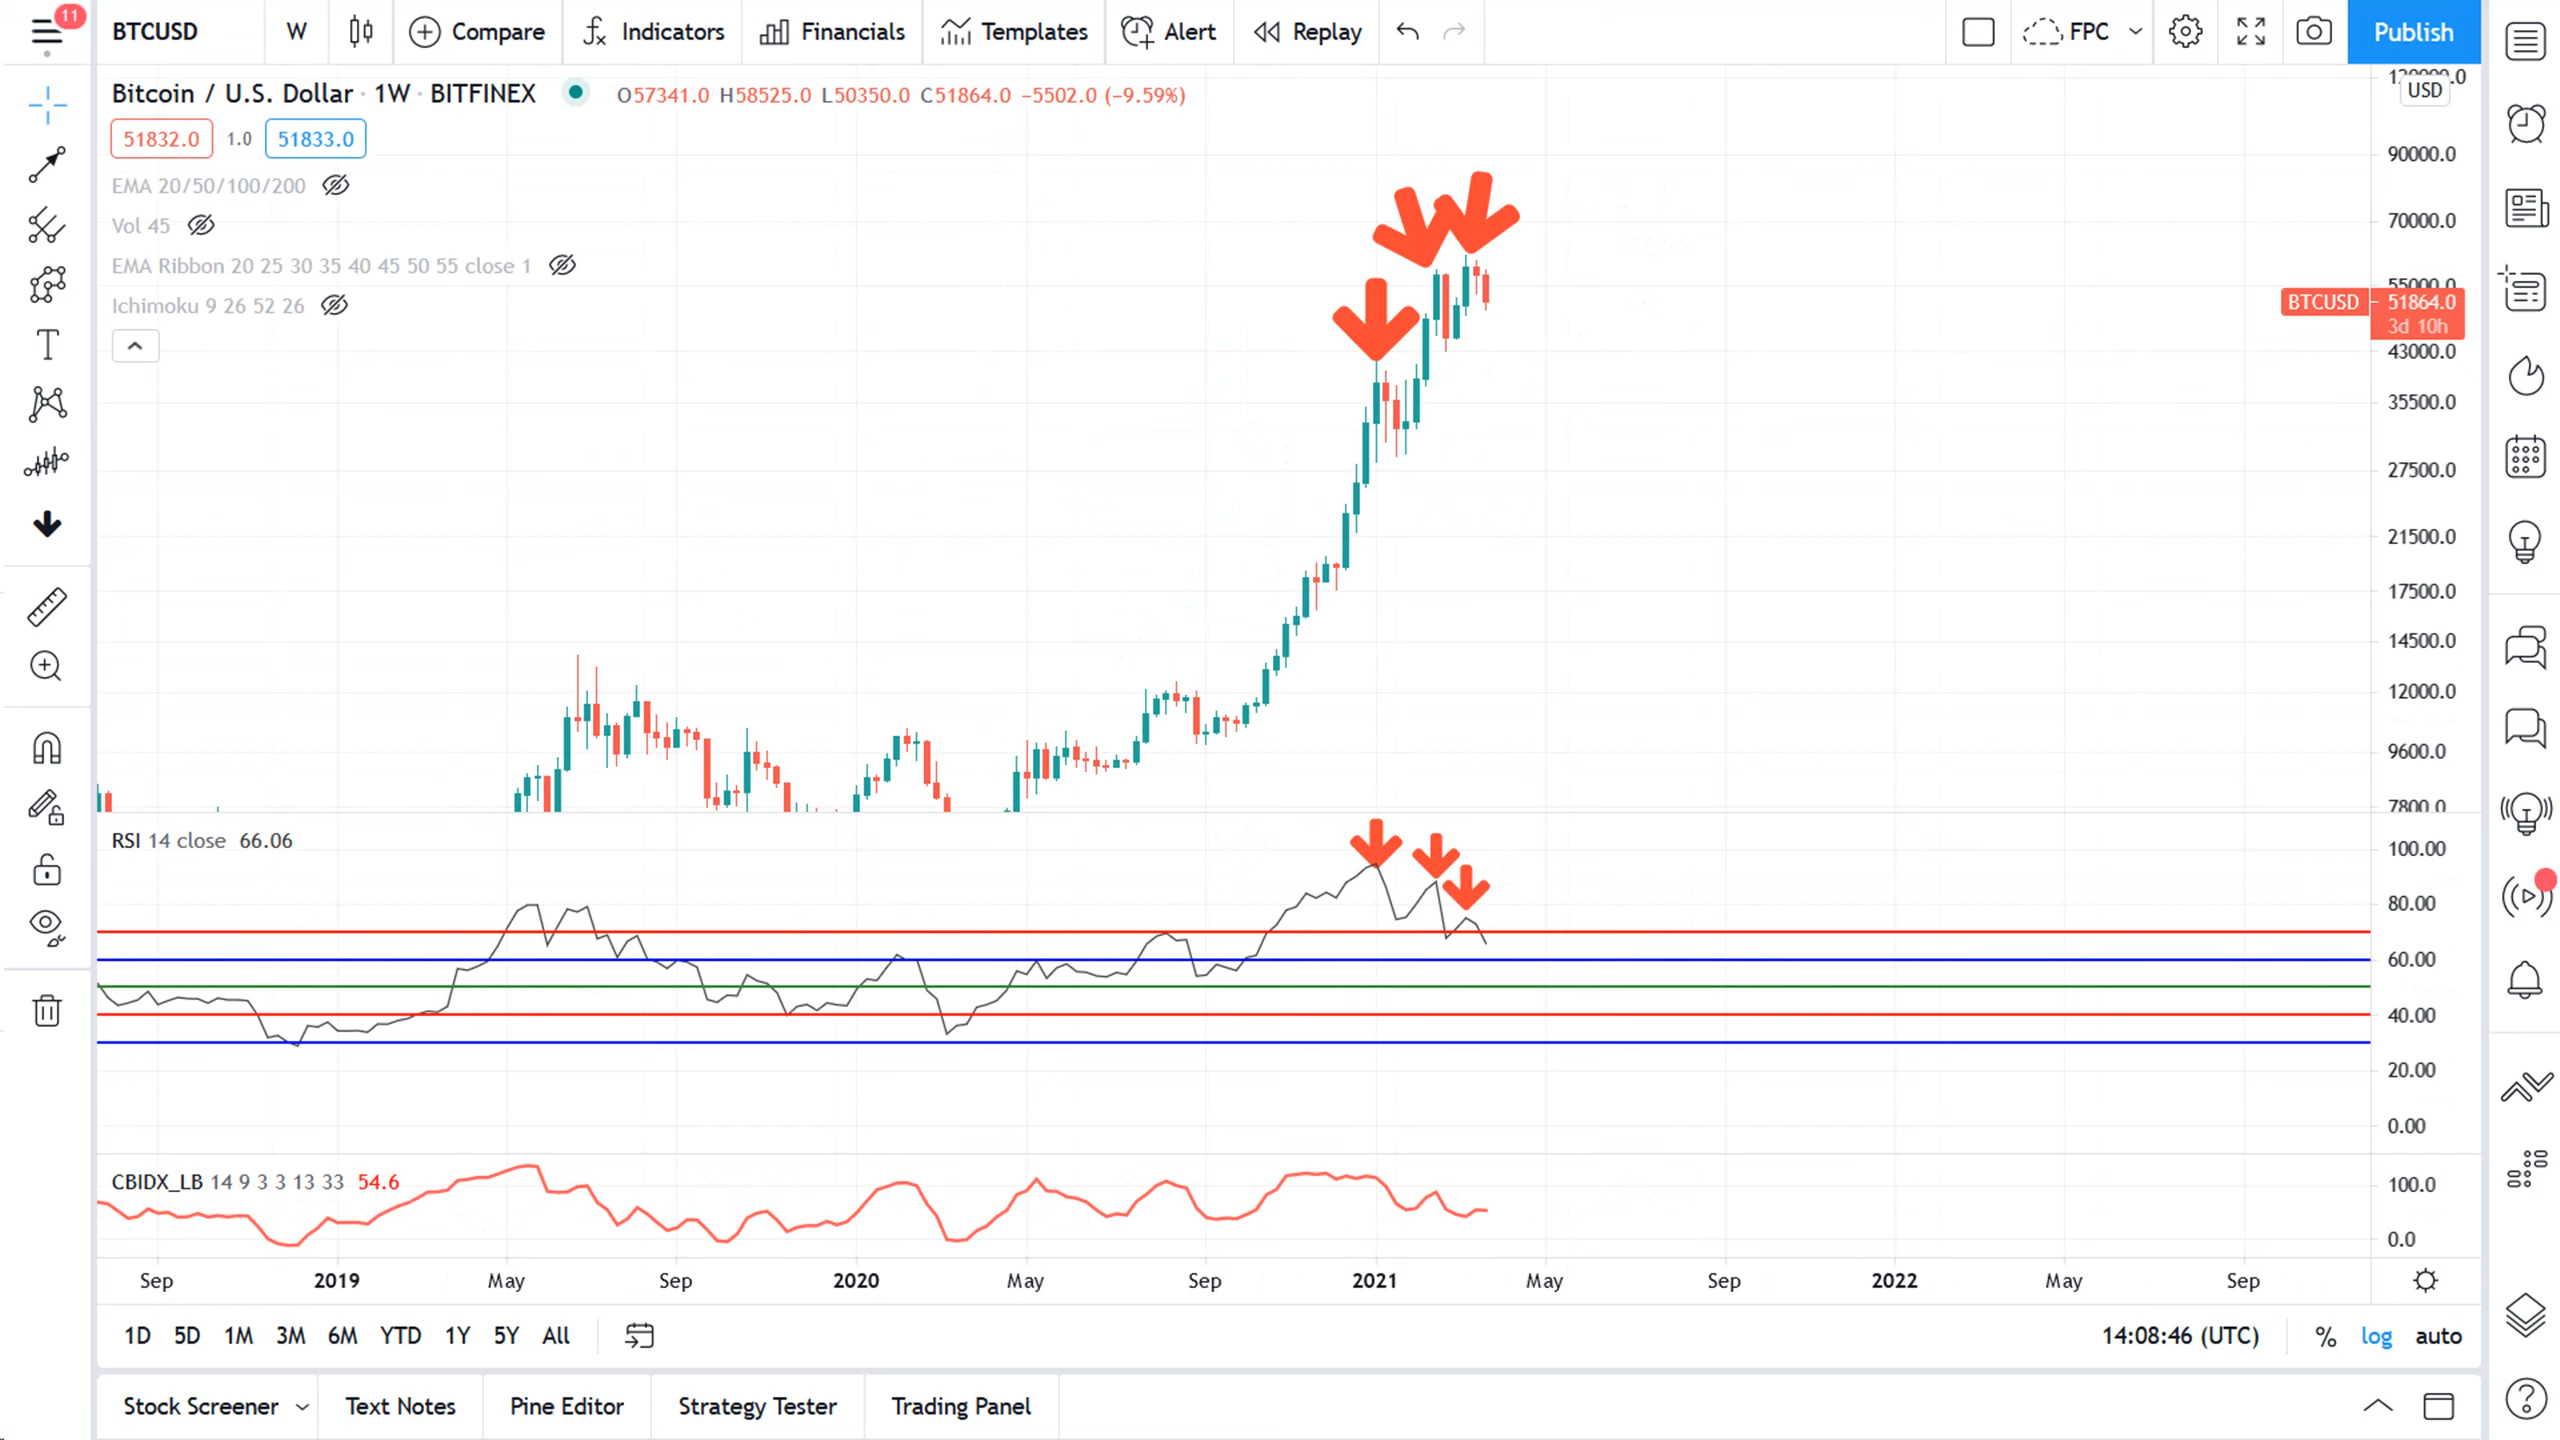 11
BTCUSD W Compare Indicators Financials Templates Alert Replay FPC Publish
Bitcoin / U.S. Dollar · 1W · BITFINEX O57341.0 H58525.0 L50350.0 C51864.0 −5502.0 (−9.59%)
51832.0 1.0 51833.0
EMA 20/50/100/200
Vol 45
EMA Ribbon 20 25 30 35 40 45 50 55 close 1
Ichimoku 9 26 52 26
120000.0
USD
90000.0
70000.0
55000.0
BTCUSD 51864.0
3d 10h
43000.0
35500.0
27500.0
21500.0
17500.0
14500.0
12000.0
9600.0
7800.0
RSI 14 close 66.06
100.00
80.00
60.00
40.00
20.00
0.00
CBIDX_LB 14 9 3 3 13 33 54.6
100.0
0.0
Sep 2019 May Sep 2020 May Sep 2021 May Sep 2022 May Sep
1D 5D 1M 3M 6M YTD 1Y 5Y All 14:08:46 (UTC) % log auto
Stock Screener Text Notes Pine Editor Strategy Tester Trading Panel